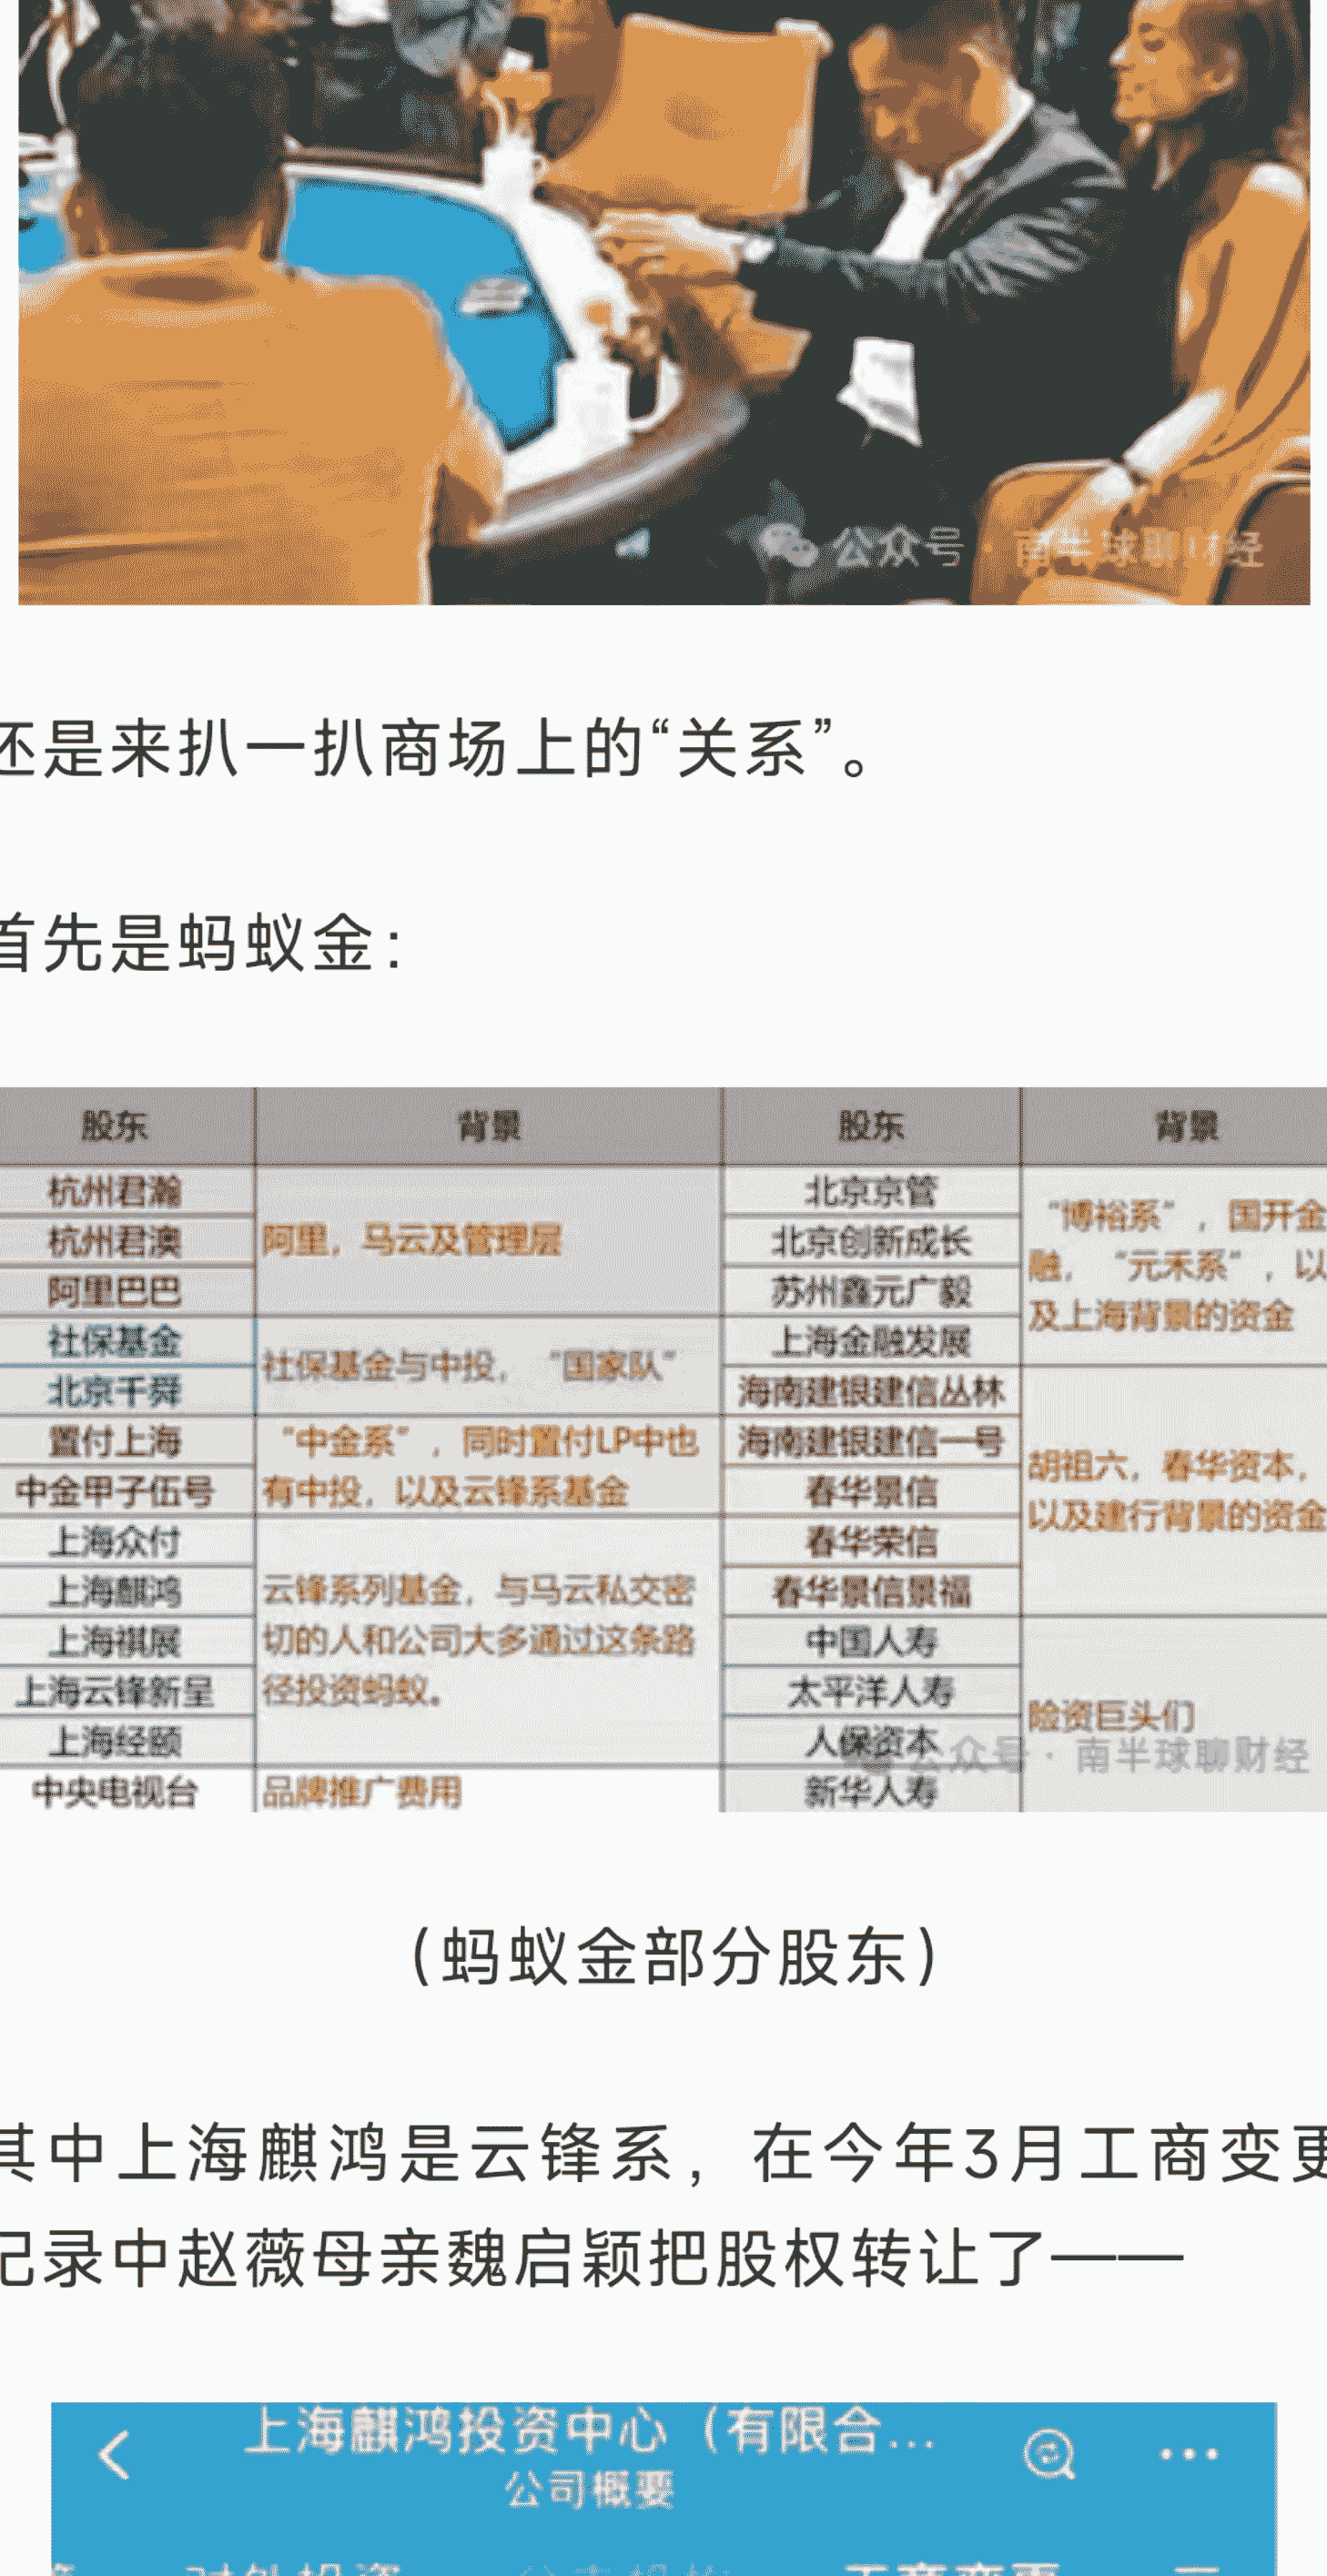 公众号 · 南半球聊财经
还是来扒一扒商场上的“关系”。
首先是蚂蚁金：
股东 背景 股东 背景
杭州君瀚
杭州君澳
阿里巴巴
阿里，马云及管理层
社保基金
北京千舜
社保基金与中投，“国家队”
置付上海
中金甲子伍号
“中金系”，同时置付LP中也
有中投，以及云锋系基金
上海众付
上海麒鸿
上海祺展
上海云锋新呈
上海经颐
云锋系列基金，与马云私交密
切的人和公司大多通过这条路
径投资蚂蚁。
中央电视台
品牌推广费用
北京京管
北京创新成长
苏州鑫元广毅
上海金融发展
“博裕系”，国开金
融，“元禾系”，以
及上海背景的资金
海南建银建信丛林
海南建银建信一号
春华景信
春华荣信
春华景信景福
胡祖六，春华资本，
以及建行背景的资金
中国人寿
太平洋人寿
人保资本
新华人寿
险资巨头们
公众号 · 南半球聊财经
（蚂蚁金部分股东）
其中上海麒鸿是云锋系，在今年3月工商变更
记录中赵薇母亲魏启颖把股权转让了——
上海麒鸿投资中心（有限合...
公司概要
对外投资
工商变更